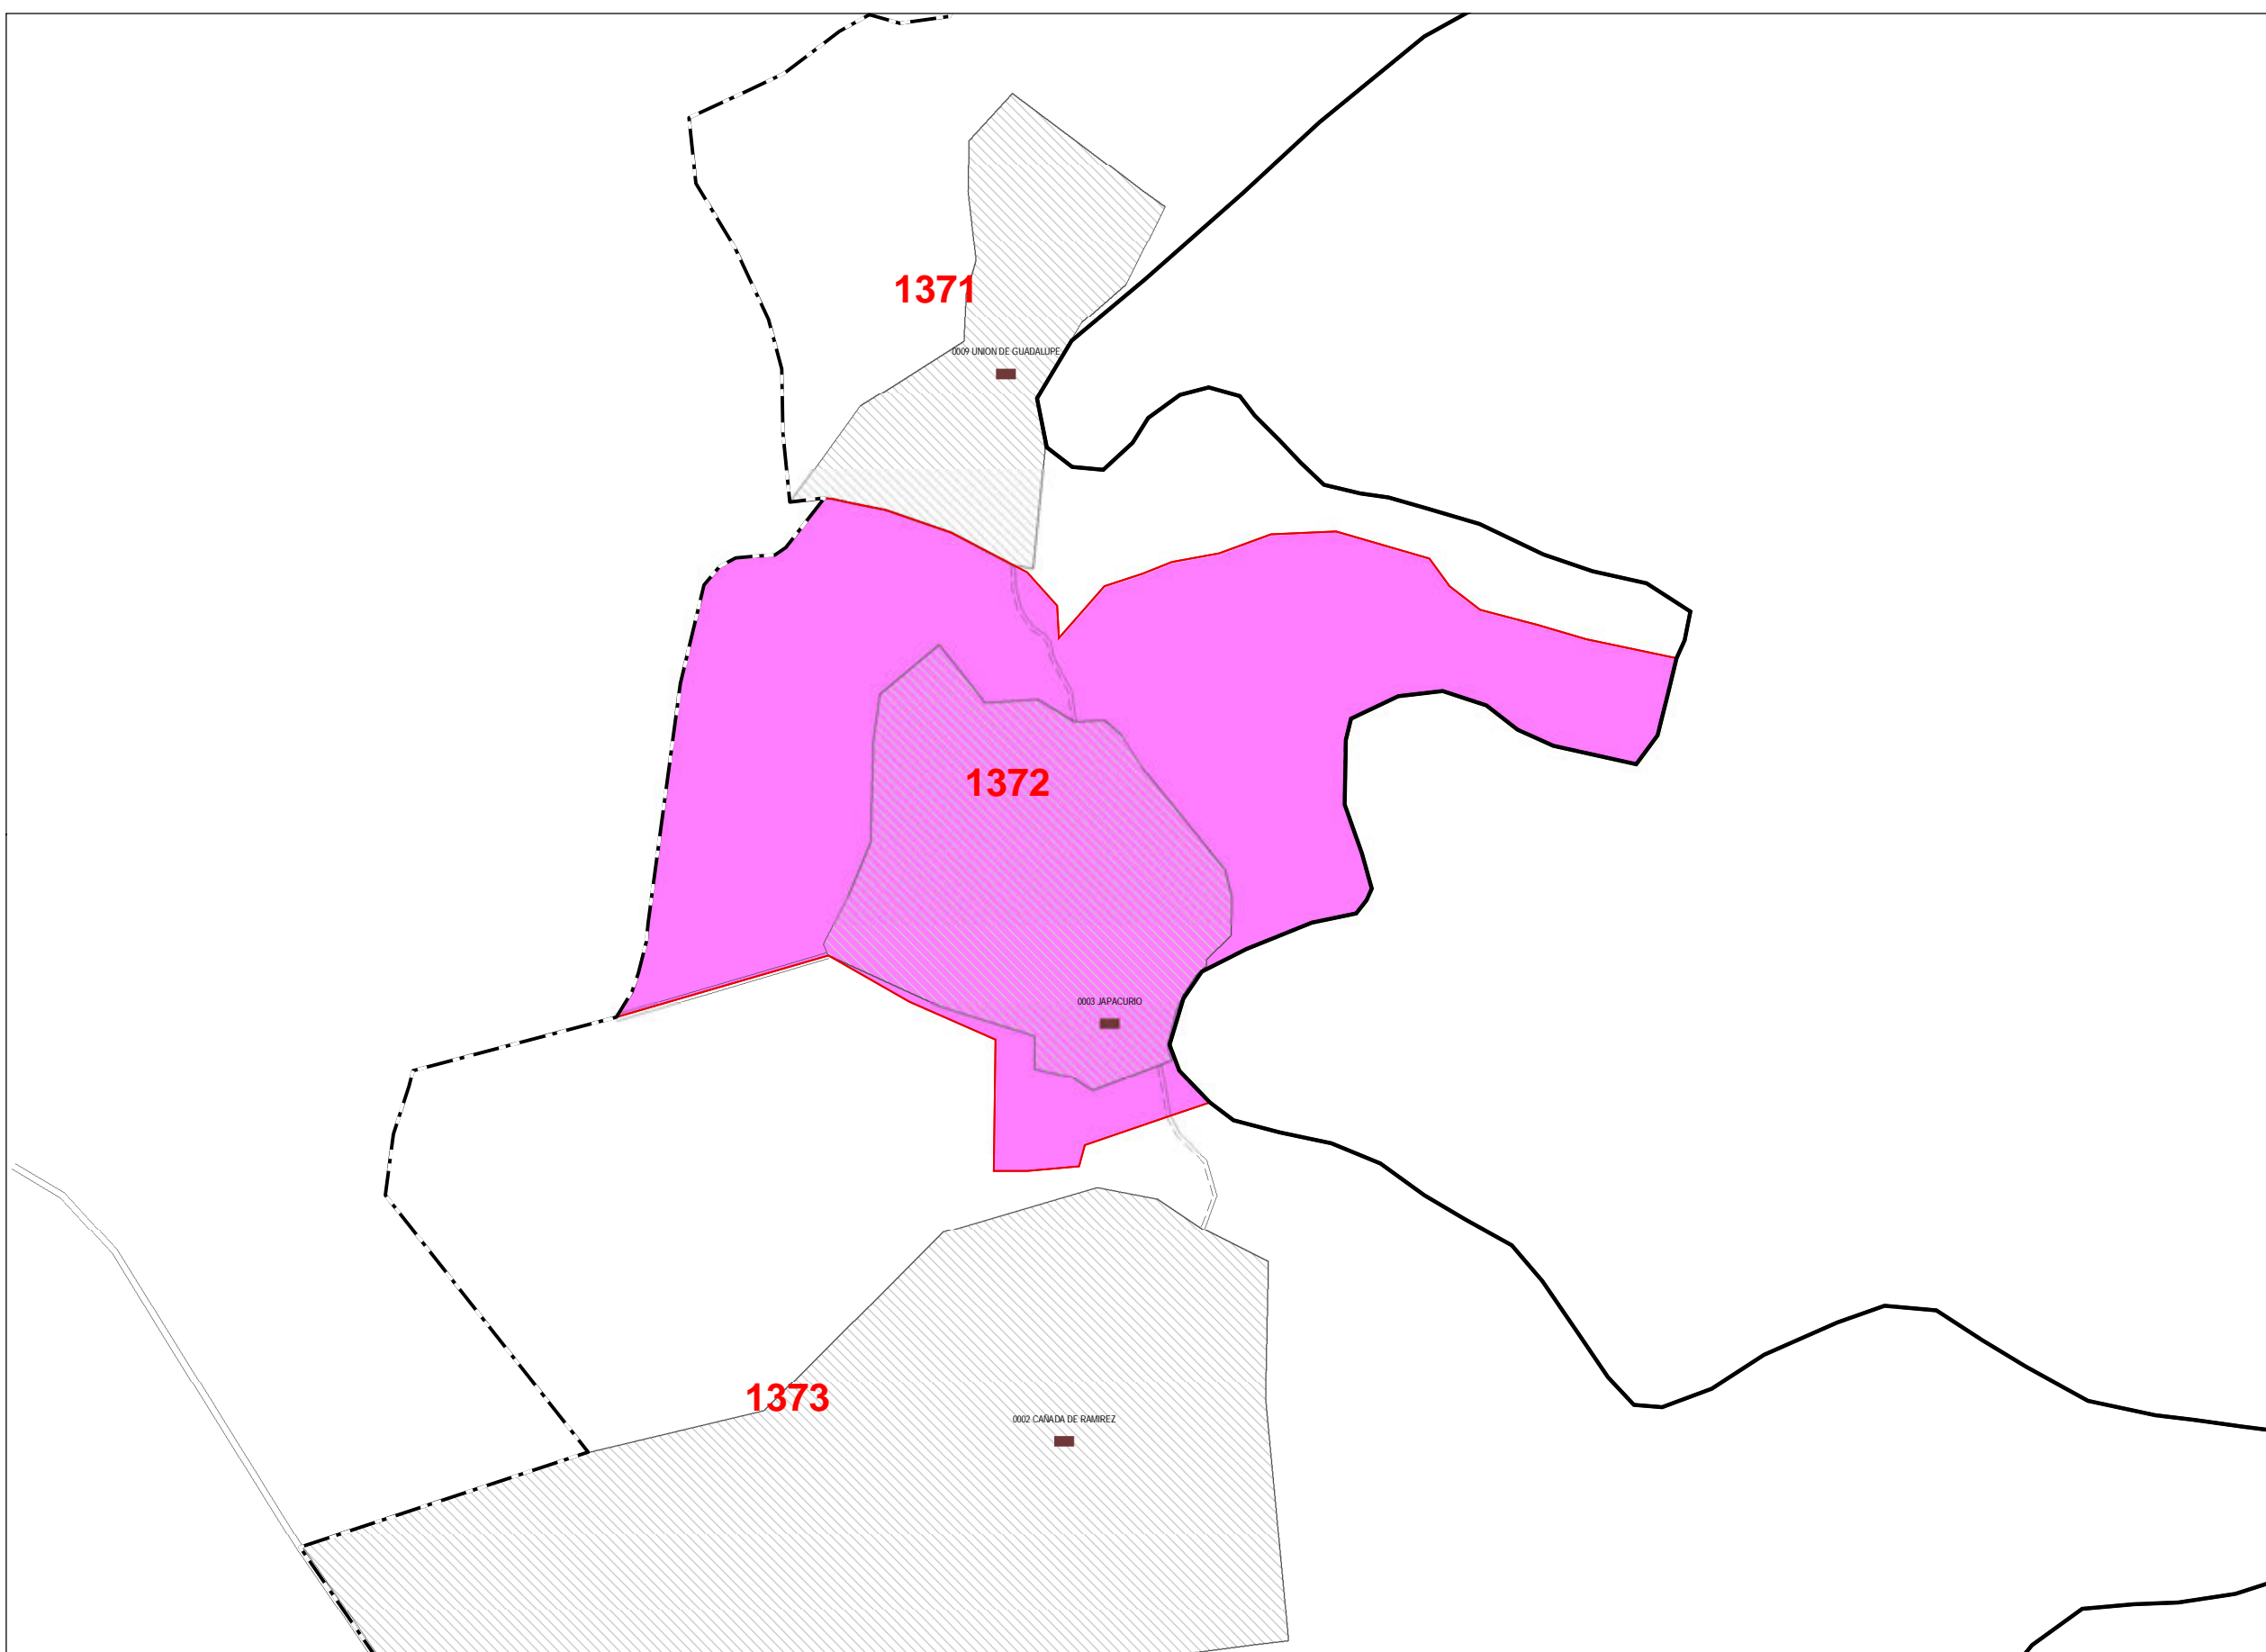 1371
0009 UNION DE GUADALUPE
1372
0003 JAPACURIO
1373
0002 CAÑADA DE RAMIREZ